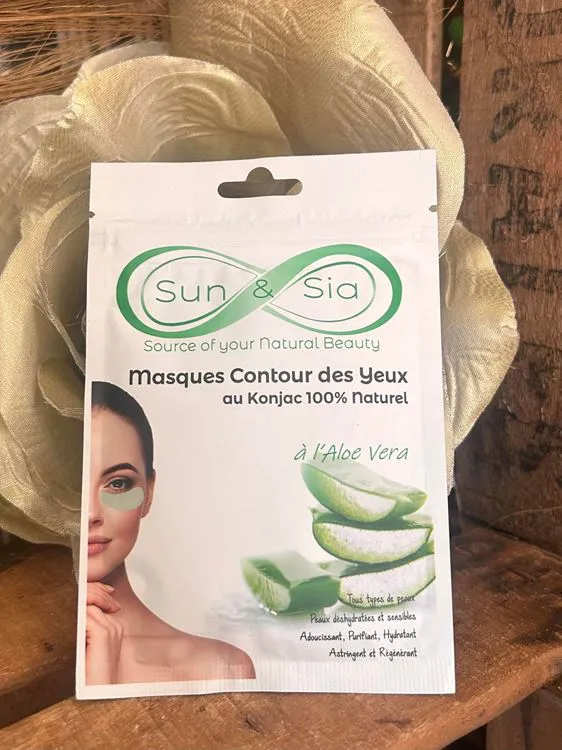 Sun & Sia
Source of your Natural Beauty
Masques Contour des Yeux
au Konjac 100% Naturel
à l'Aloe Vera
Tous types de peaux
Peaux déshydratées et sensibles
Adoucissant, Purifiant, Hydratant
Astringent et Régénérant